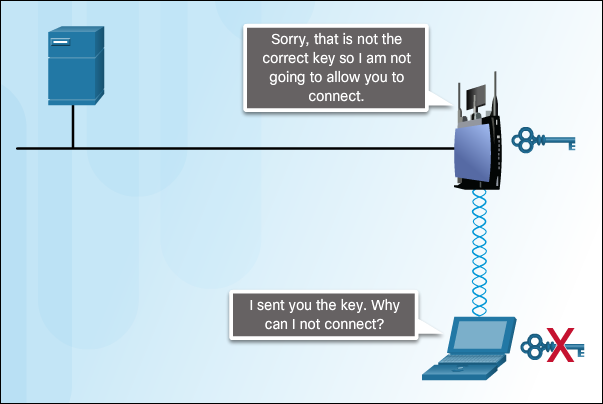 Sorry, that is not the
correct key so I am not
going to allow you to
connect.
I sent you the key. Why
can I not connect?